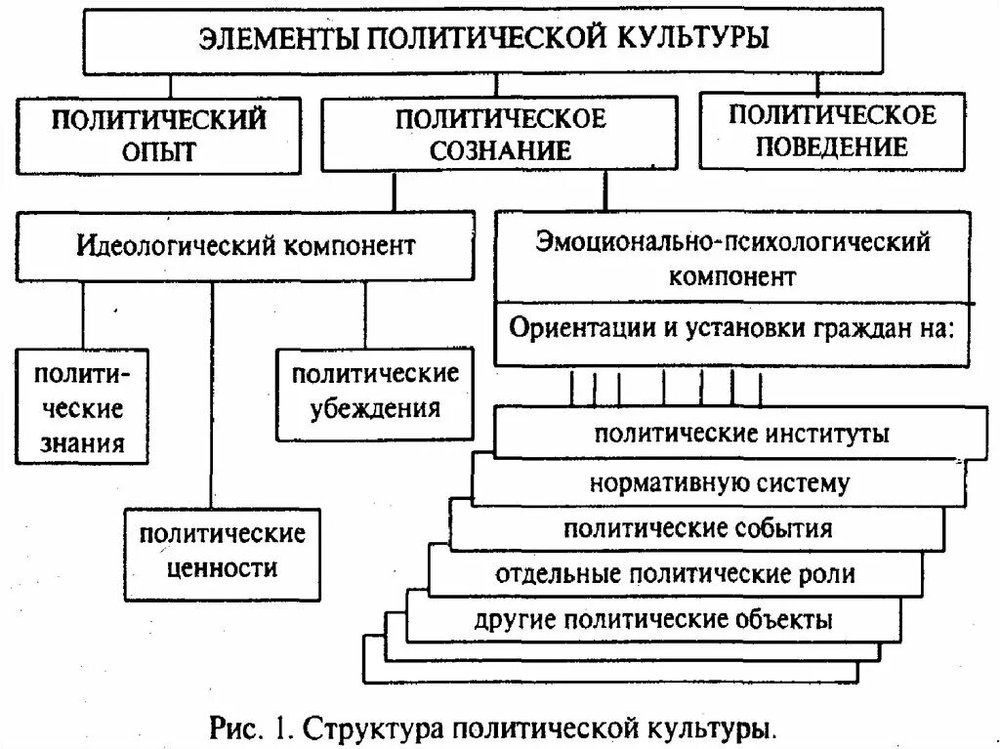 ЭЛЕМЕНТЫ ПОЛИТИЧЕСКОЙ КУЛЬТУРЫ
ПОЛИТИЧЕСКИЙ
ОПЫТ
ПОЛИТИЧЕСКОЕ
СОЗНАНИЕ
ПОЛИТИЧЕСКОЕ
ПОВЕДЕНИЕ
Идеологический компонент
Эмоционально-психологический
компонент
Ориентации и установки граждан на:
полити-
ческие
знания
политические
убеждения
политические
ценности
политические институты
нормативную систему
политические события
отдельные политические роли
другие политические объекты
Рис. 1. Структура политической культуры.